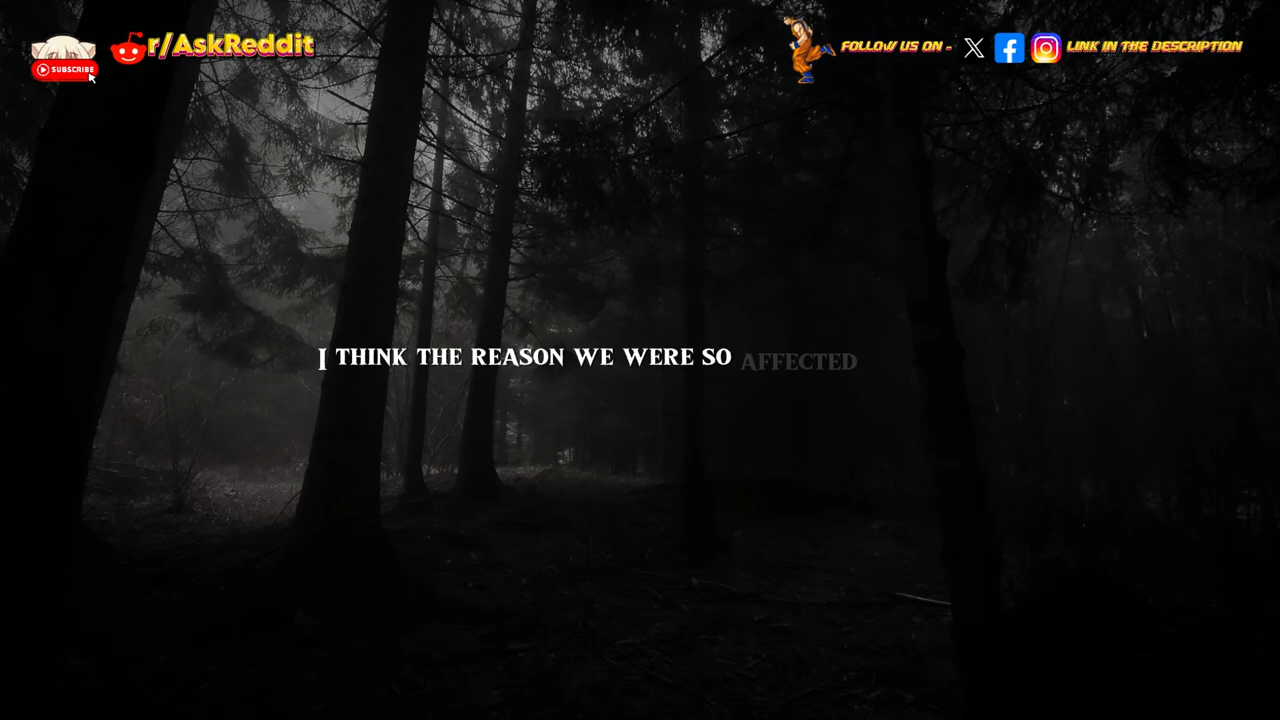 SUBSCRIBE
r/AskReddit
FOLLOW US ON -
LINK IN THE DESCRIPTION
I THINK THE REASON WE WERE SO AFFECTED